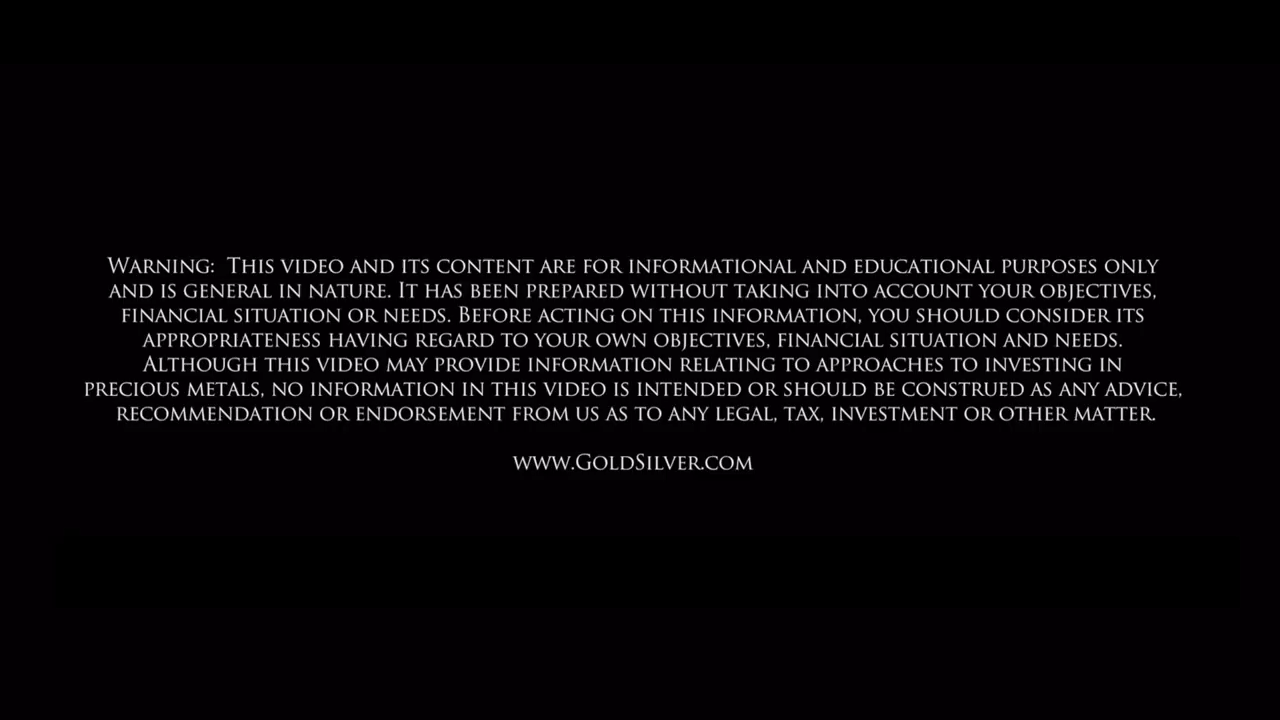 Warning: This video and its content are for informational and educational purposes only
and is general in nature. It has been prepared without taking into account your objectives,
financial situation or needs. Before acting on this information, you should consider its
appropriateness having regard to your own objectives, financial situation and needs.
Although this video may provide information relating to approaches to investing in
precious metals, no information in this video is intended or should be construed as any advice,
recommendation or endorsement from us as to any legal, tax, investment or other matter.
www.GoldSilver.com